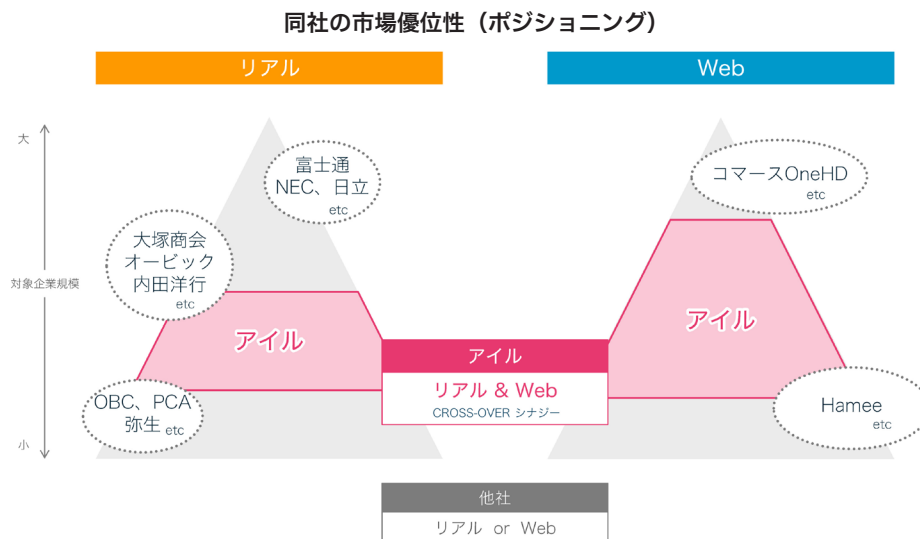 同社の市場優位性（ポジショニング）
リアル
Web
大
対象企業規模
小
富士通
NEC、日立
etc
大塚商会
オービック
内田洋行
etc
アイル
OBC、PCA
弥生 etc
コマースOneHD
etc
アイル
Hamee
etc
アイル
リアル & Web
CROSS-OVER シナジー
他社
リアル or Web